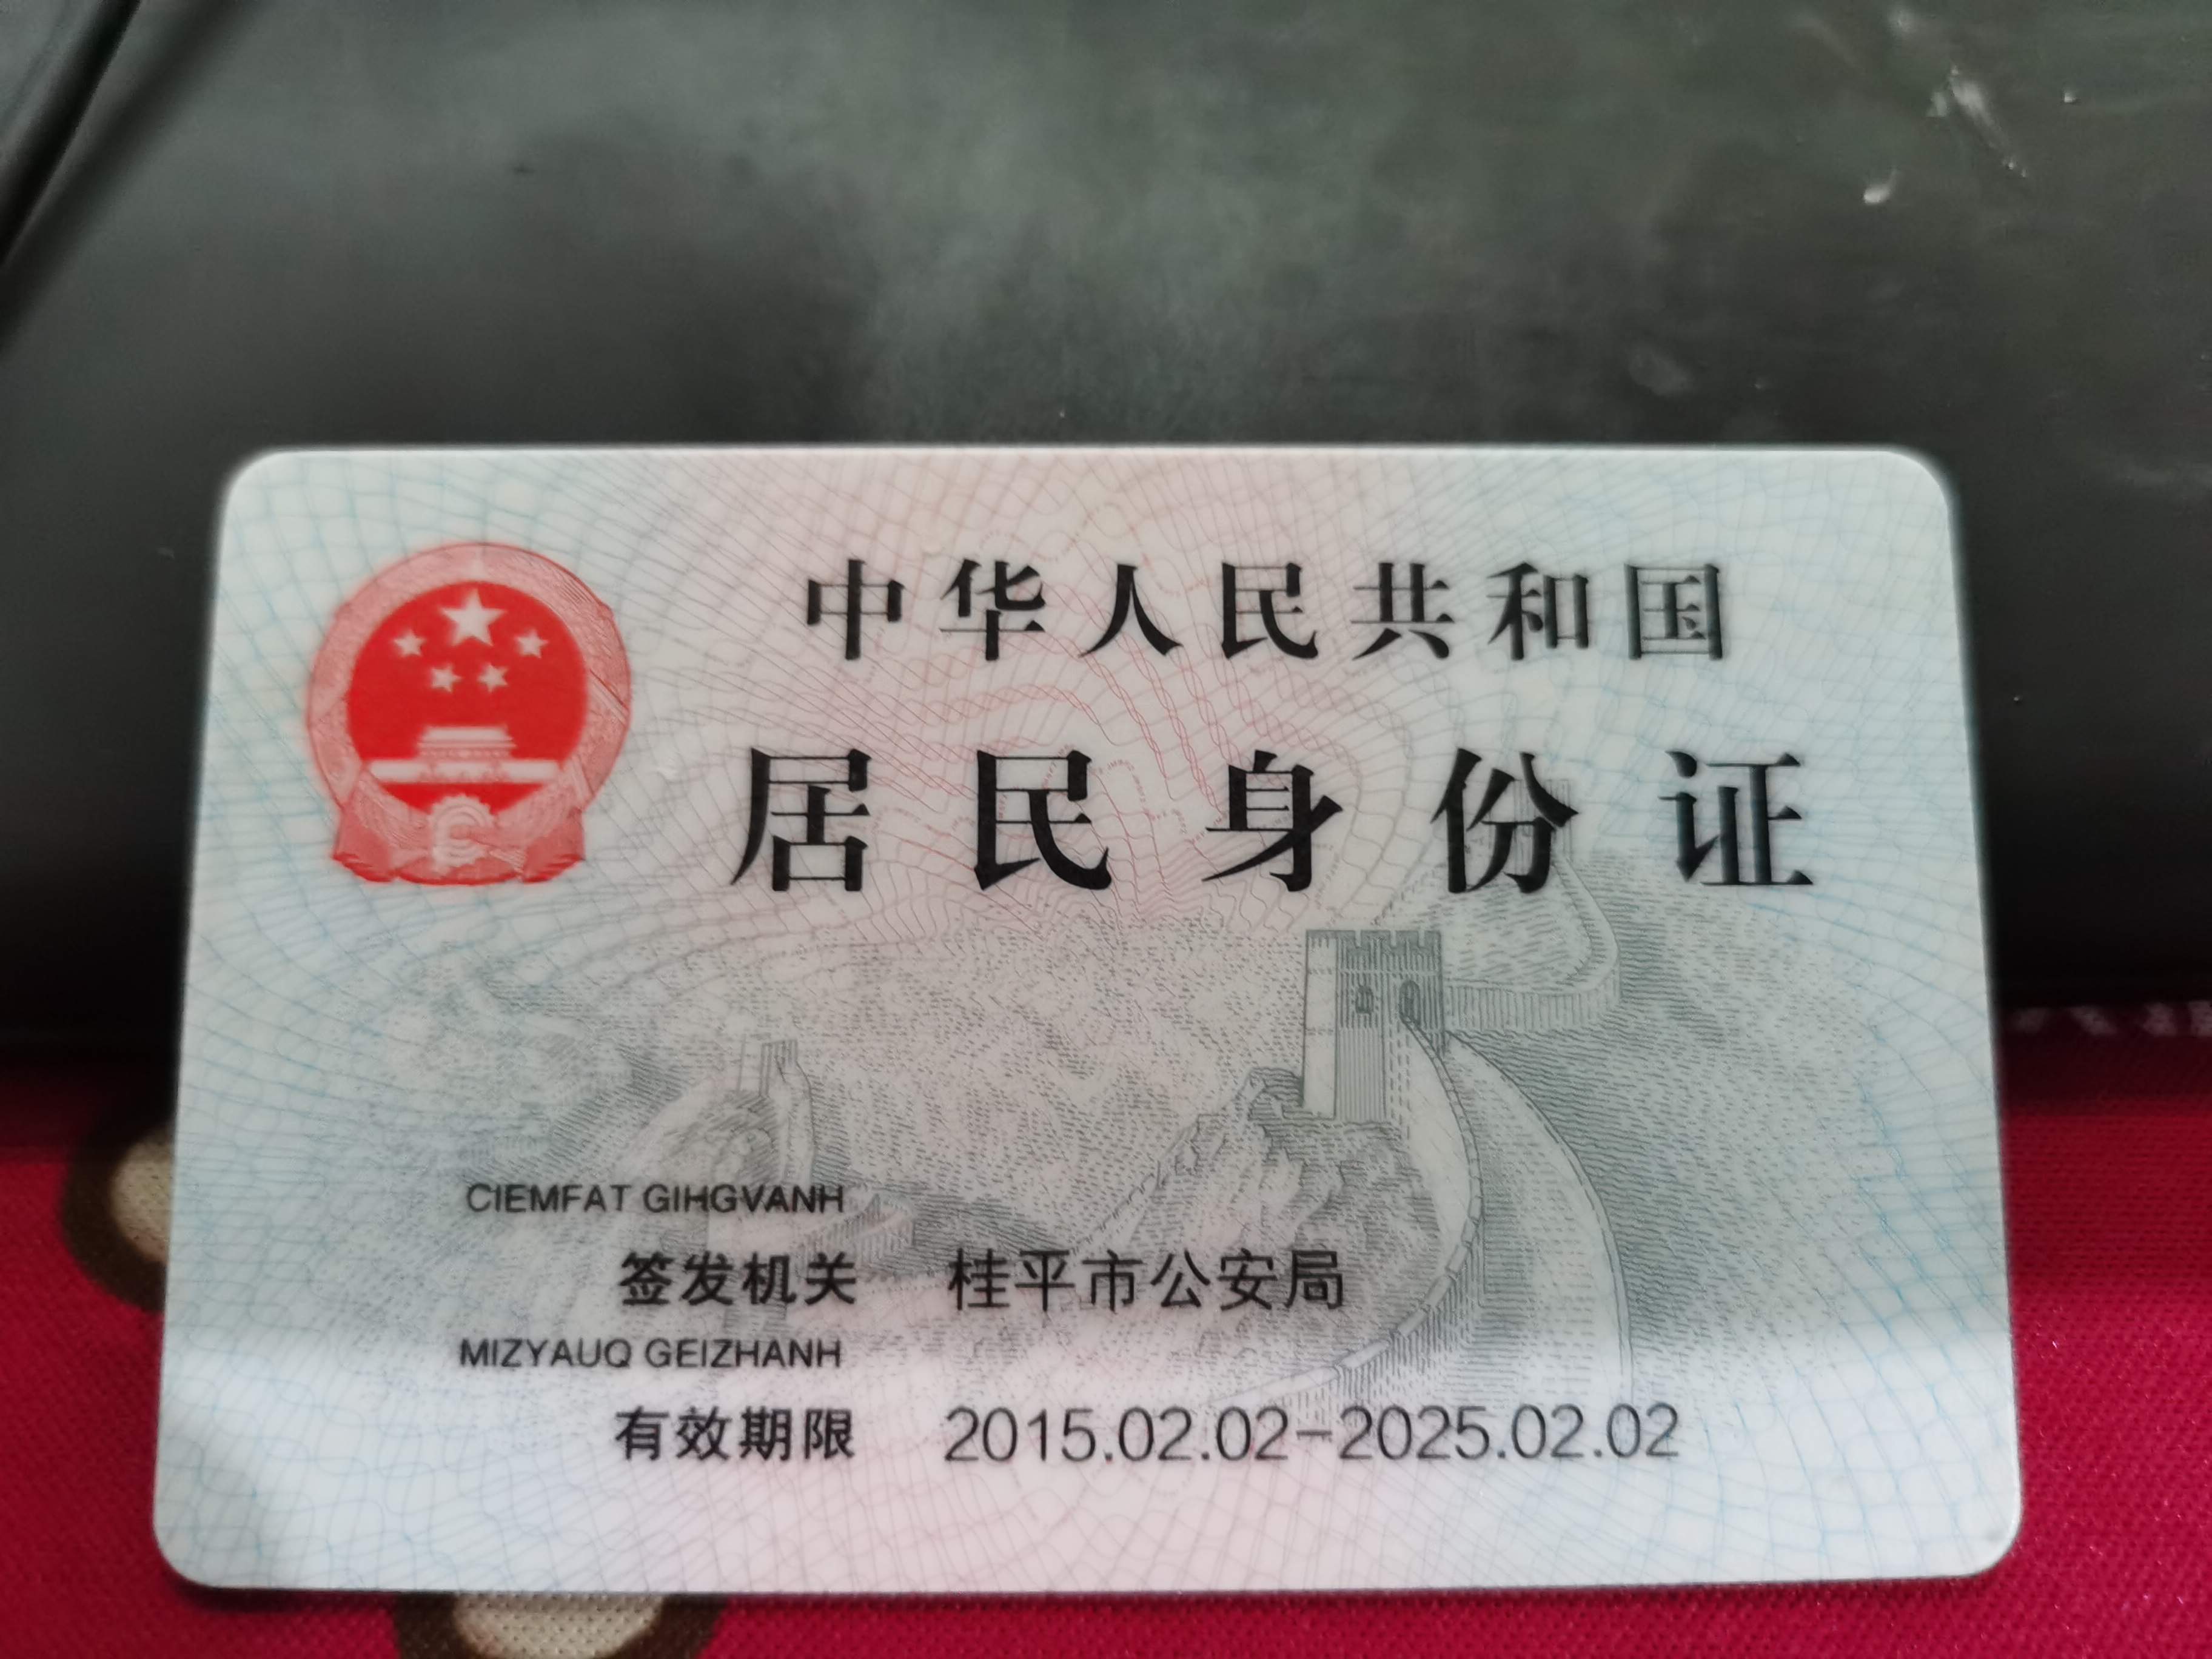 中华人民共和国
居民身份证
CIEMFAT GIHGVANH
签发机关 桂平市公安局
MIZYAUQ GEIZHANH
有效期限 2015.02.02-2025.02.02